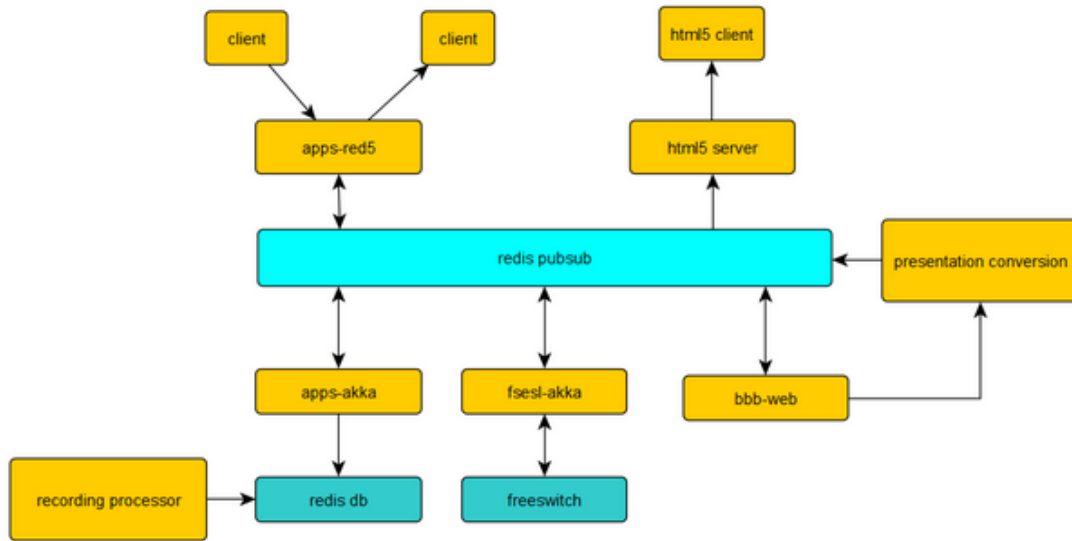 client
client
html5 client
apps-red5
html5 server
redis pubsub
presentation conversion
apps-akka
fsesl-akka
bbb-web
recording processor
redis db
freeswitch